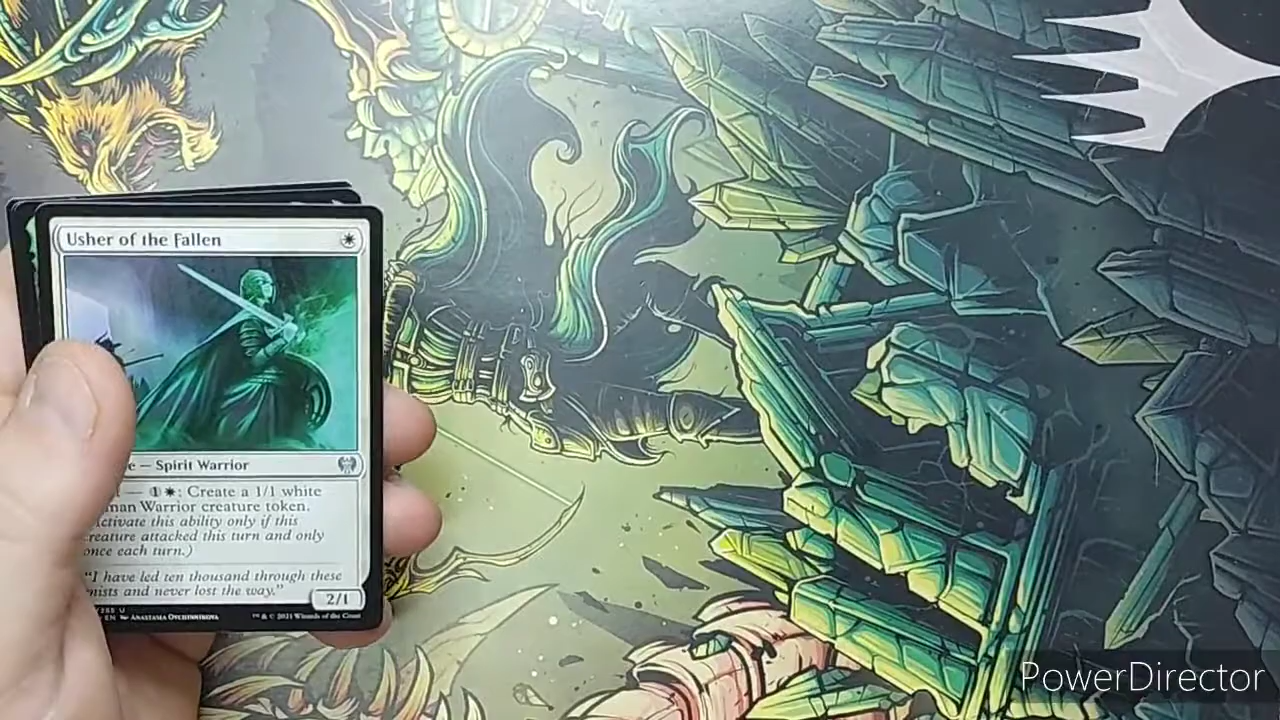 Usher of the Fallen
— Spirit Warrior
— 1 : Create a 1/1 white
Warrior creature token.
this ability only if this
creature attacked this turn and only
once each turn.)
"I have led ten thousand through these
mists and never lost the way."
2/1
U
EN Anastasia Ovchinnikova
™ & © 2021 Wizards of the Coast
PowerDirector